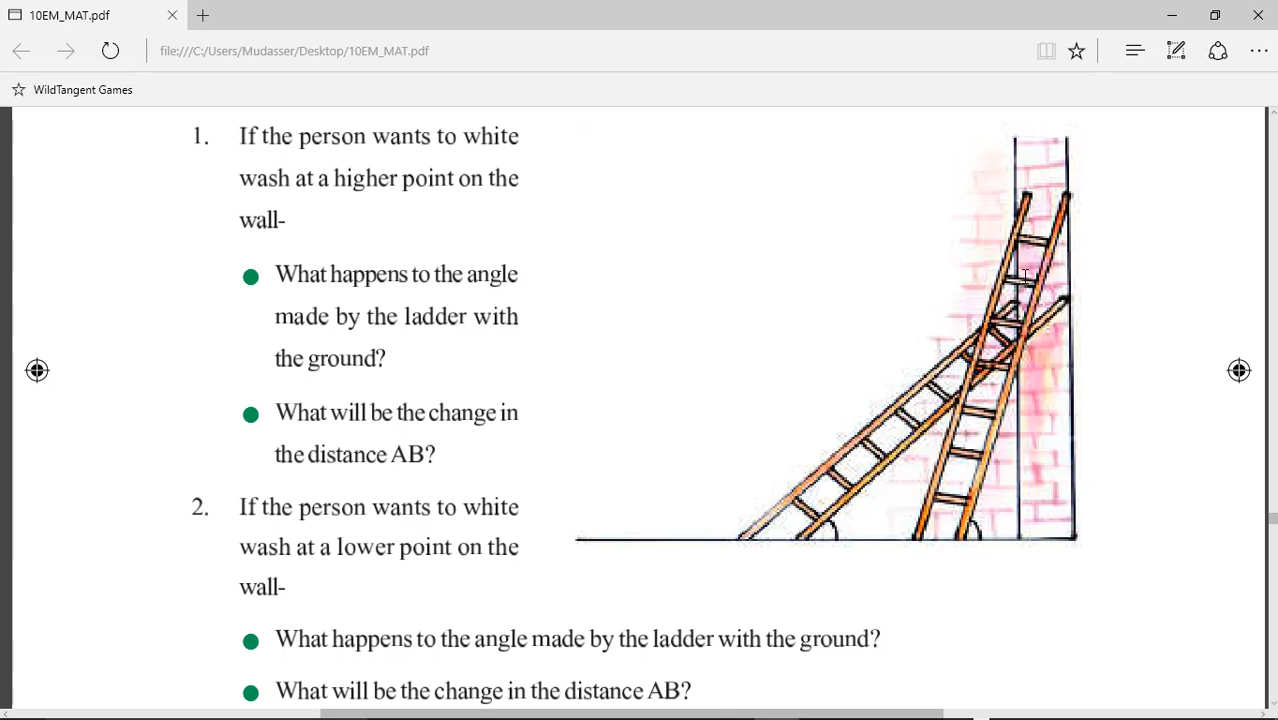 10EM_MAT.pdf
file:///C:/Users/Mudasser/Desktop/10EM_MAT.pdf
WildTangent Games
1. If the person wants to white
wash at a higher point on the
wall-
What happens to the angle
made by the ladder with
the ground?
What will be the change in
the distance AB?
2. If the person wants to white
wash at a lower point on the
wall-
What happens to the angle made by the ladder with the ground?
What will be the change in the distance AB?